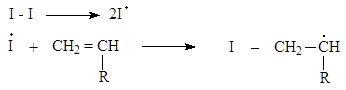 I - I ⟶ 2I•
İ + CH₂ = CH ⟶ I – CH₂ – ĊH
R R